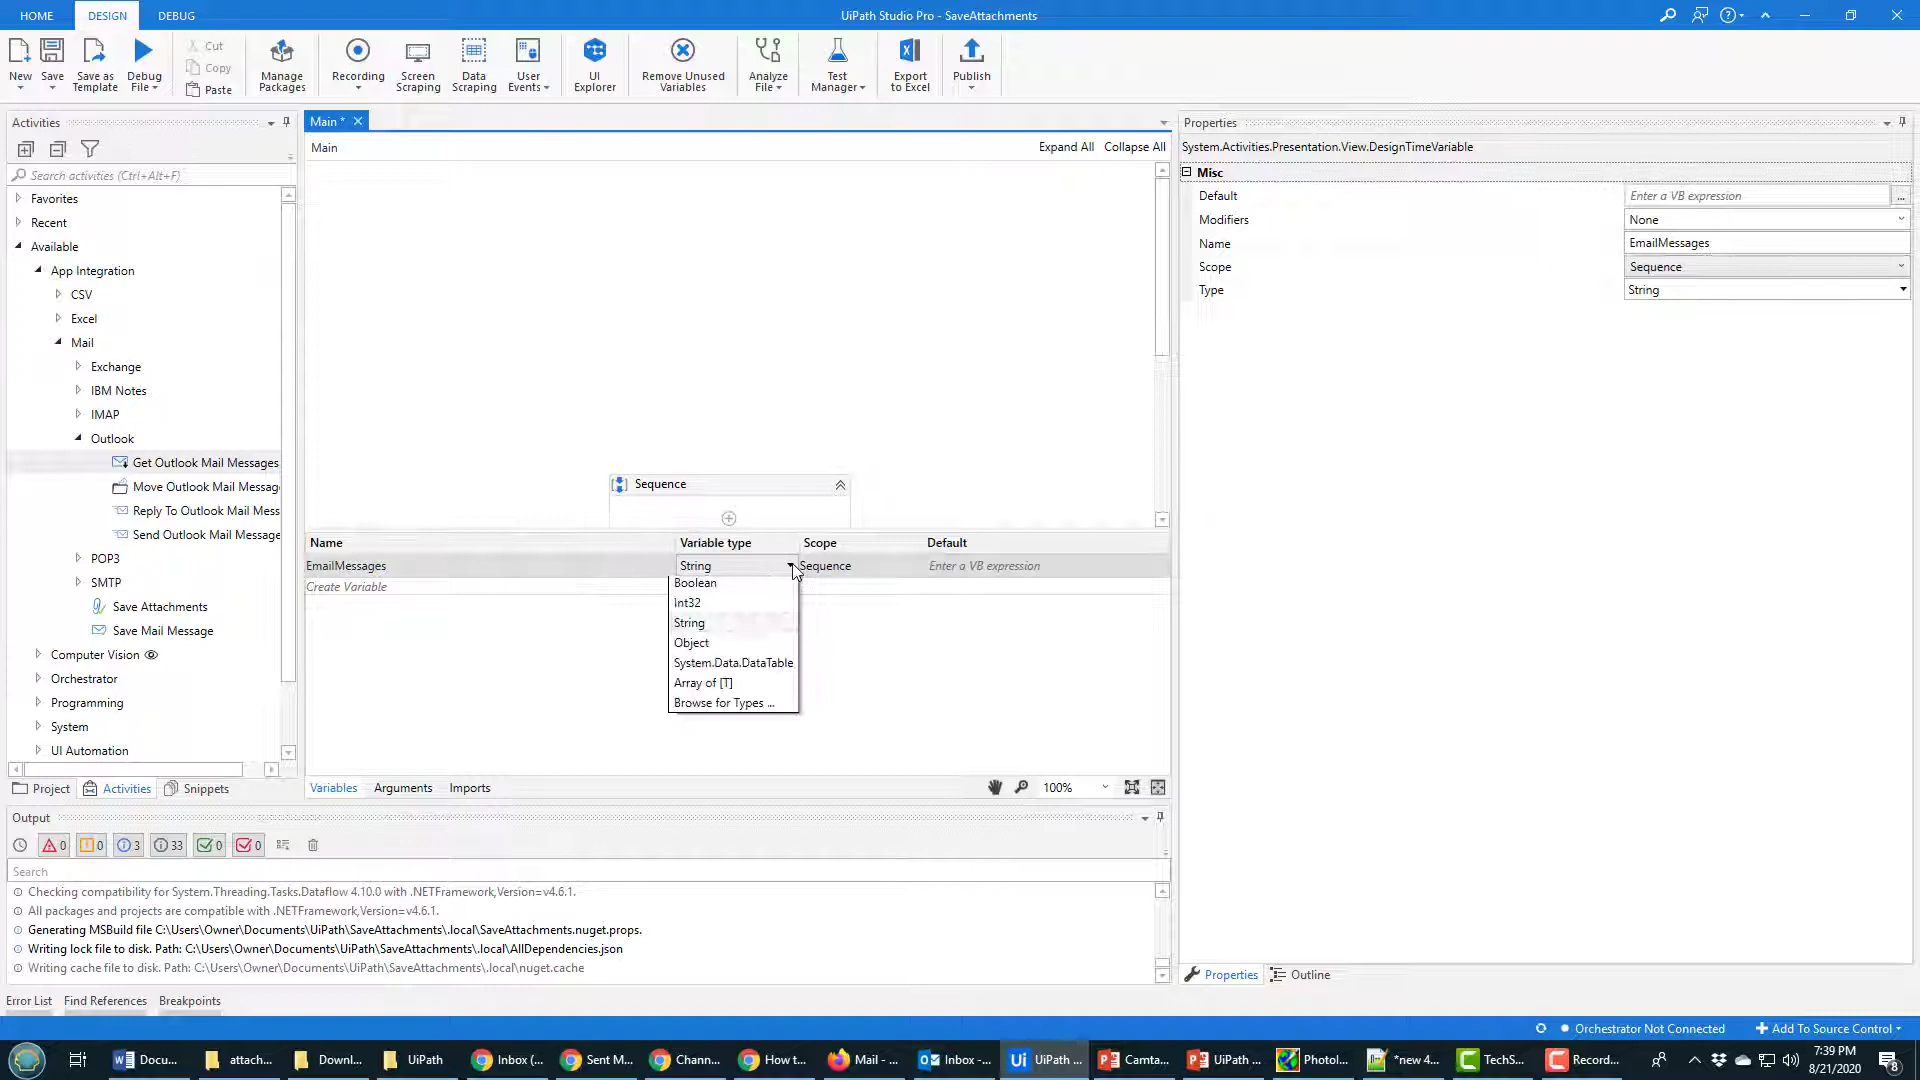 HOME DESIGN DEBUG
UiPath Studio Pro - SaveAttachments
New Save Save as Template Debug File
Cut
Copy
Paste
Manage Packages
Recording Screen Scraping Data Scraping User Events
UI Explorer
Remove Unused Variables
Analyze File
Test Manager
Export to Excel
Publish
Activities
Search activities (Ctrl+Alt+F)
Favorites
Recent
Available
App Integration
CSV
Excel
Mail
Exchange
IBM Notes
IMAP
Outlook
Get Outlook Mail Messages
Move Outlook Mail Messag
Reply To Outlook Mail Mess
Send Outlook Mail Message
POP3
SMTP
Save Attachments
Save Mail Message
Computer Vision
Orchestrator
Programming
System
UI Automation
Project Activities Snippets
Main *
Main
Expand All Collapse All
Sequence
Name Variable type Scope Default
EmailMessages String Sequence Enter a VB expression
Create Variable
Boolean
Int32
String
Object
System.Data.DataTable
Array of [T]
Browse for Types ...
Variables Arguments Imports
100%
Properties
System.Activities.Presentation.View.DesignTimeVariable
Misc
Default Enter a VB expression ...
Modifiers None
Name EmailMessages
Scope Sequence
Type String
Properties Outline
Output
0 0 3 33 0 0
Search
Checking compatibility for System.Threading.Tasks.Dataflow 4.10.0 with .NETFramework,Version=v4.6.1.
All packages and projects are compatible with .NETFramework,Version=v4.6.1.
Generating MSBuild file C:\Users\Owner\Documents\UiPath\SaveAttachments\.local\SaveAttachments.nuget.props.
Writing lock file to disk. Path: C:\Users\Owner\Documents\UiPath\SaveAttachments\.local\AllDependencies.json
Writing cache file to disk. Path: C:\Users\Owner\Documents\UiPath\SaveAttachments\.local\nuget.cache
Error List Find References Breakpoints
Orchestrator Not Connected
Add To Source Control
Docu... attach... Downl... UiPath Inbox (... Sent M... Chann... How t... Mail - ... Inbox -... UiPath ... Camta... UiPath ... Photol... *new 4... TechS... Record...
7:39 PM
8/21/2020
8